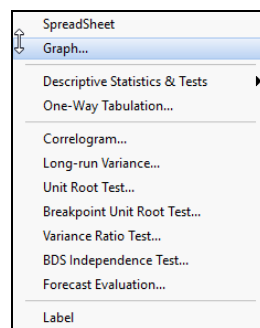 SpreadSheet
Graph...
Descriptive Statistics & Tests
One-Way Tabulation...
Correlogram...
Long-run Variance...
Unit Root Test...
Breakpoint Unit Root Test...
Variance Ratio Test...
BDS Independence Test...
Forecast Evaluation...
Label